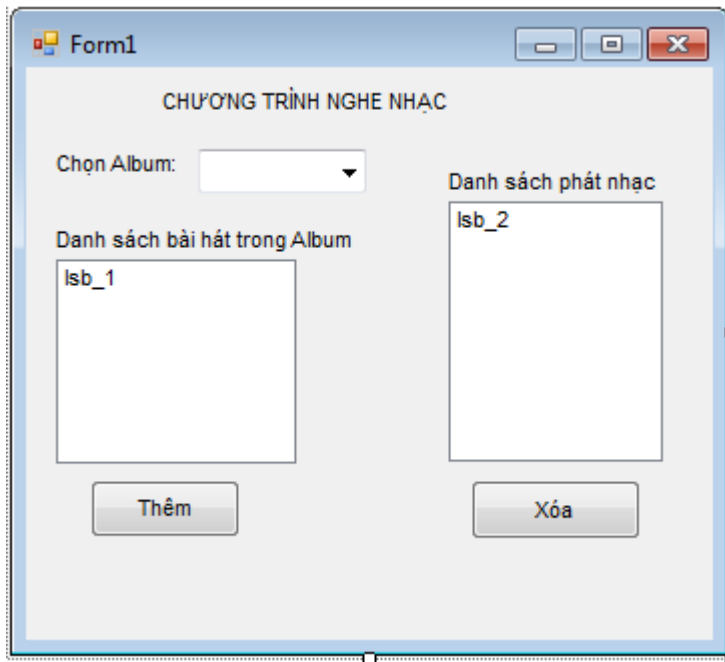 Form1
CHƯƠNG TRÌNH NGHE NHẠC
Chọn Album:
Danh sách bài hát trong Album
lsb_1
Thêm
Danh sách phát nhạc
lsb_2
Xóa